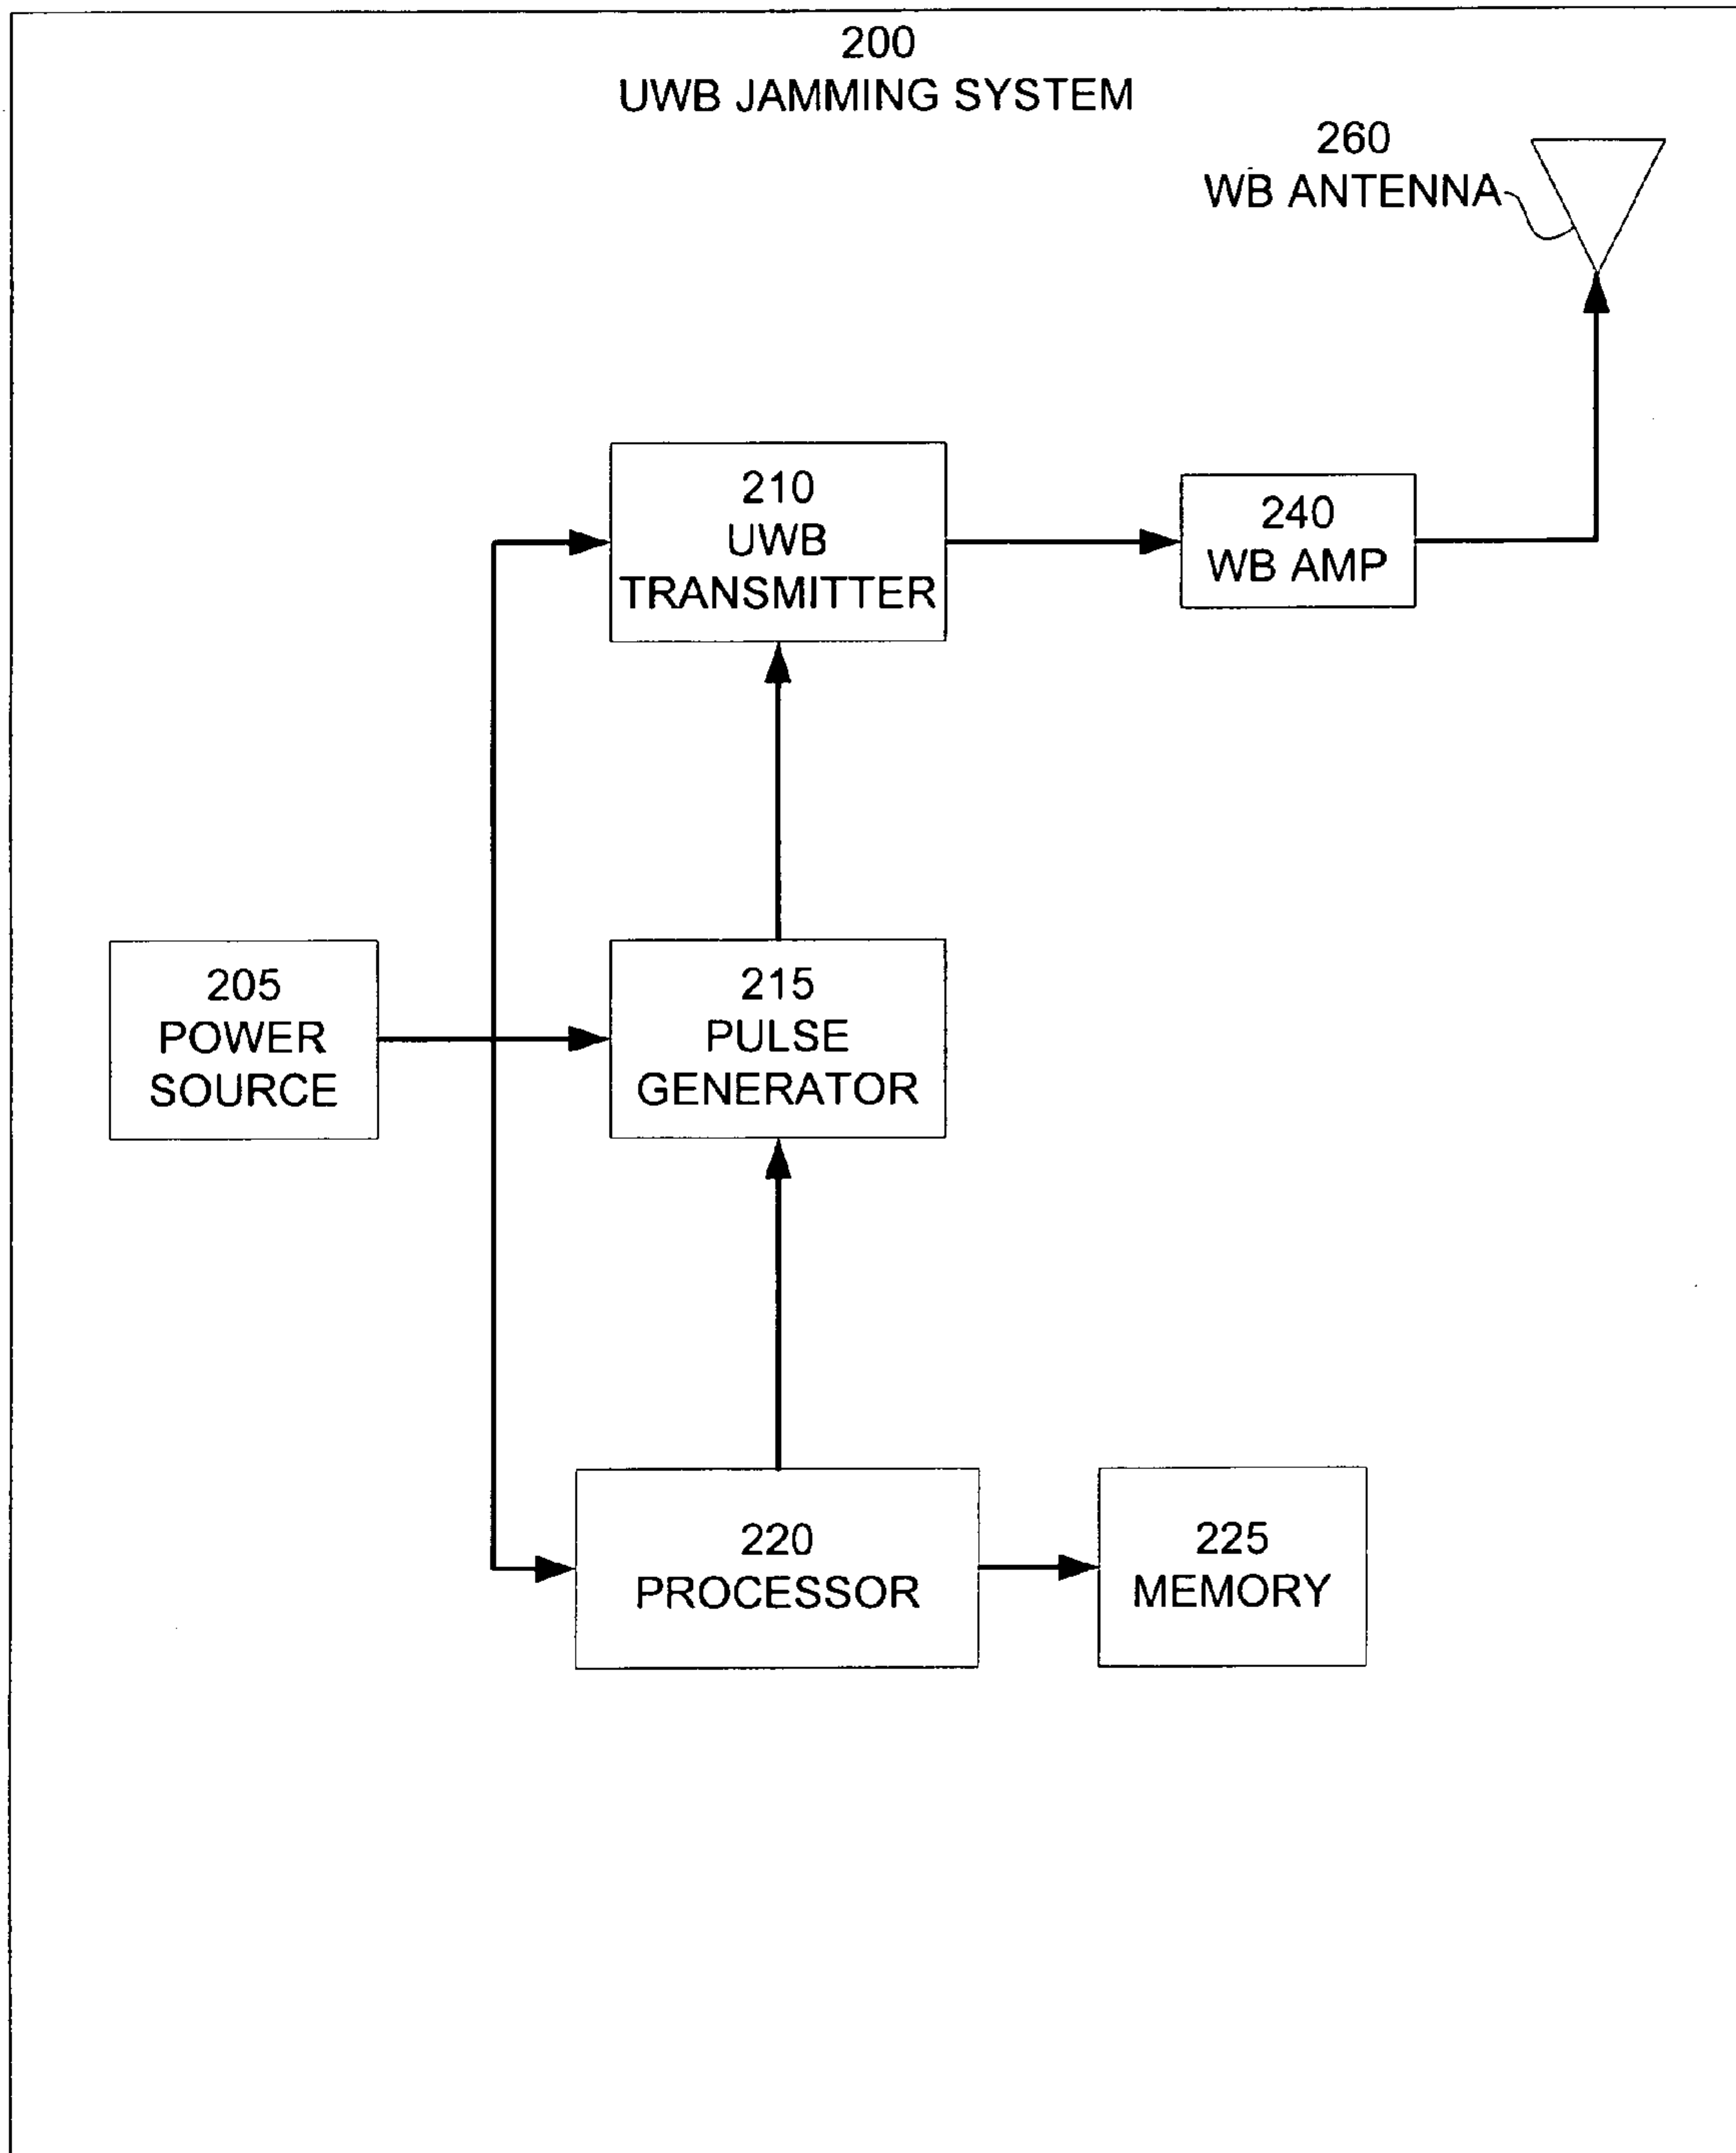 200
UWB JAMMING SYSTEM
260
WB ANTENNA
210
UWB
TRANSMITTER
240
WB AMP
205
POWER
SOURCE
215
PULSE
GENERATOR
220
PROCESSOR
225
MEMORY